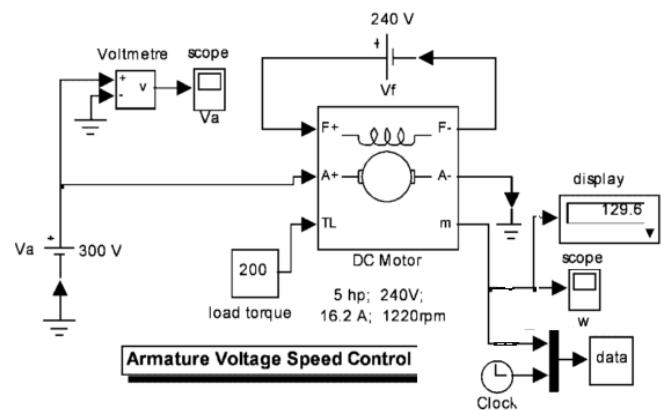 240 V
Voltmetre
scope
+
-
v
Va
+
Vf
F+
F-
A+
A-
TL
m
display
129.6
+
Va
300 V
200
load torque
DC Motor
5 hp; 240V;
16.2 A; 1220rpm
scope
w
data
Clock
Armature Voltage Speed Control